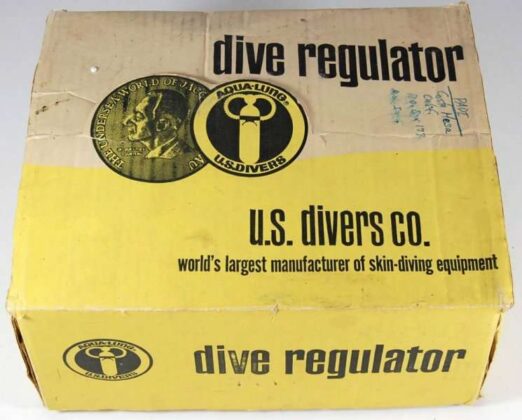 dive regulator
THE UNDERSEA WORLD OF JAC
AQUA-LUNG®
U.S. DIVERS
u.s. divers co.
world's largest manufacturer of skin-diving equipment
AQUA-LUNG
U.S. DIVERS
dive regulator